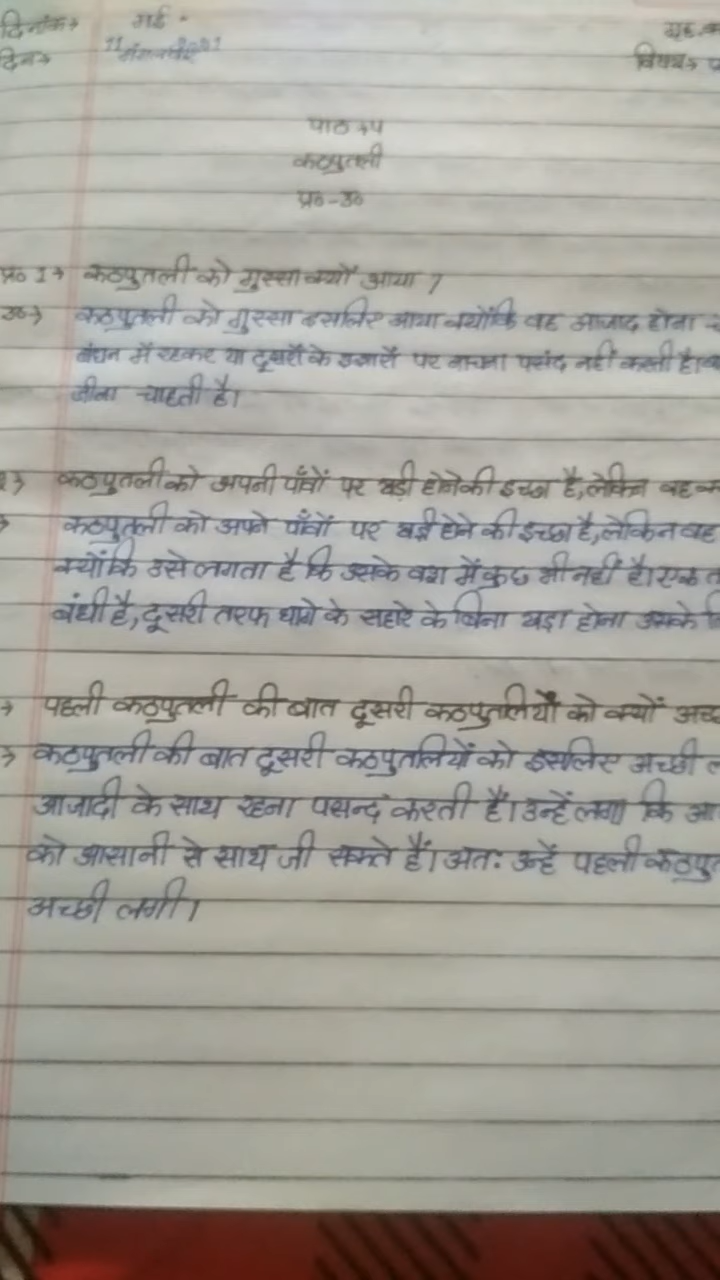 दिनांक→ मई
दिन→ मंगलवार
विषय→
पाठ→५
कठपुतली
प्र०-उ०
प्र० 1→ कठपुतली को गुस्सा क्यों आया ?
उ०→ कठपुतली को गुस्सा इसलिए आया क्योंकि वह आजाद होना
बंधन में रहकर या दूसरों के इशारों पर नाचना पसंद नहीं करती है।
जीना चाहती है।
कठपुतली को अपनी पाँवों पर खड़ी होने की इच्छा है, लेकिन वह
कठपुतली को अपने पाँवों पर खड़ी होने की इच्छा है, लेकिन वह
क्योंकि उसे लगता है कि उसके वश में कुछ भी नहीं है। एक
बंधी है, दूसरी तरफ धागे के सहारे के बिना खड़ा होना उसके
→ पहली कठपुतली की बात दूसरी कठपुतलियों को क्यों
→ कठपुतली की बात दूसरी कठपुतलियों को इसलिए अच्छी
आजादी के साथ रहना पसन्द करती हैं। उन्हें लगा कि
को आसानी से साथ जी सकते हैं। अतः उन्हें पहली
अच्छी लगी।